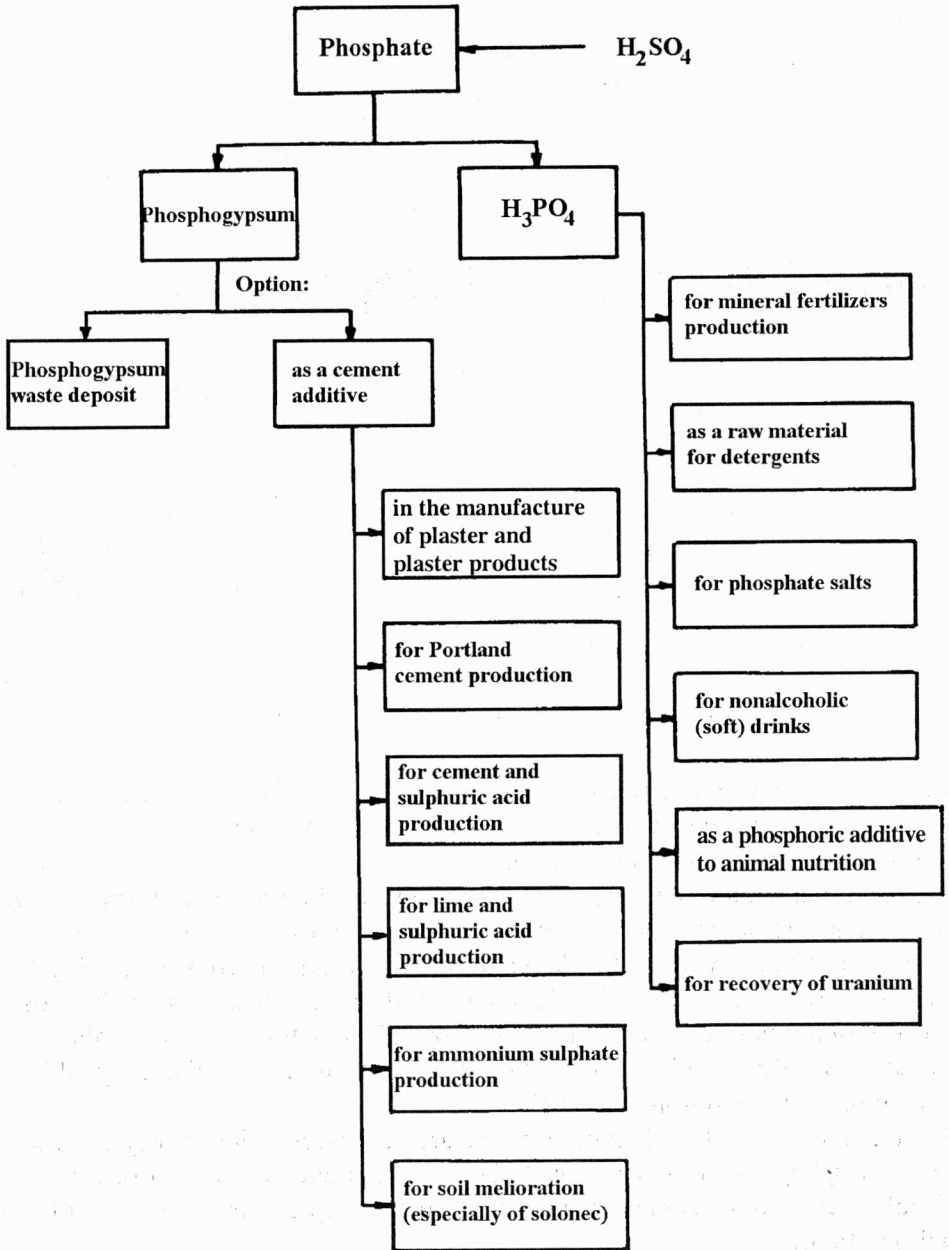 Phosphate
H₂SO₄
Phosphogypsum
H₃PO₄
Option:
Phosphogypsum
waste deposit
as a cement
additive
in the manufacture
of plaster and
plaster products
for Portland
cement production
for cement and
sulphuric acid
production
for lime and
sulphuric acid
production
for ammonium sulphate
production
for soil melioration
(especially of solonec)
for mineral fertilizers
production
as a raw material
for detergents
for phosphate salts
for nonalcoholic
(soft) drinks
as a phosphoric additive
to animal nutrition
for recovery of uranium